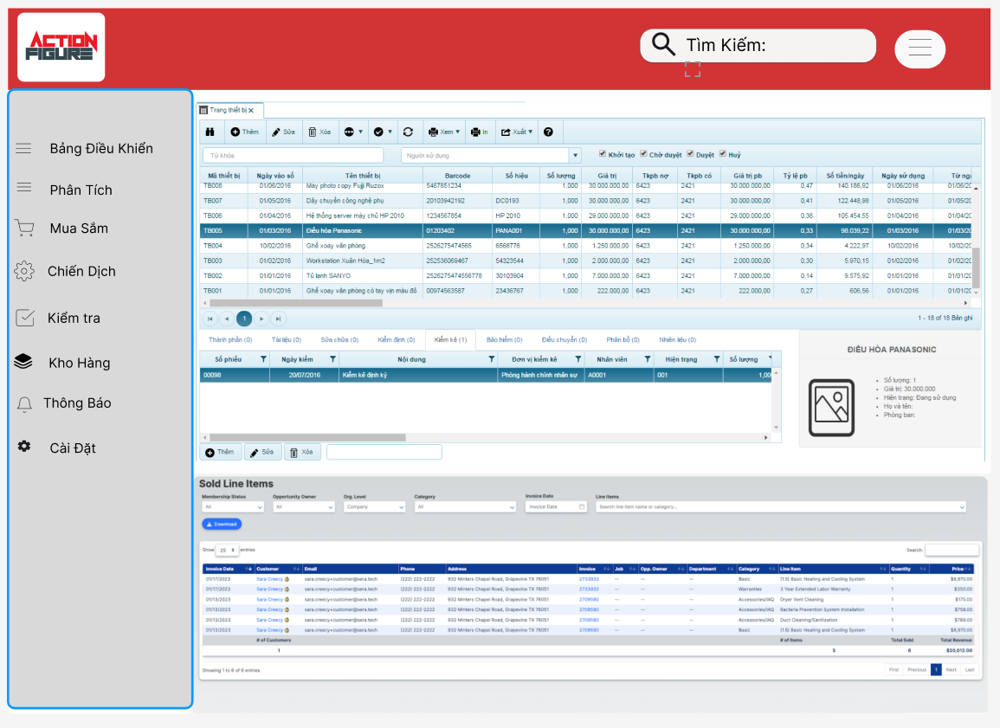 ACTION
FIGURE
Tìm Kiếm:
Bảng Điều Khiển
Phân Tích
Mua Sắm
Chiến Dịch
Kiểm tra
Kho Hàng
Thông Báo
Cài Đặt
Trang thiết bị
Thêm Sửa Xóa Xem In Xuất
Từ khóa Người sử dụng Khởi tạo Chờ duyệt Duyệt Huỷ
Mã thiết bị Ngày vào sổ Tên thiết bị Barcode Số hiệu Số lượng Giá trị Tkpb nợ Tkpb có Giá trị pb Tỷ lệ pb Số tiền/ngày Ngày sử dụng Từ ngà
TB008 01/06/2016 Máy photo copy Fuji Ruzox 5467851234 1,000 30.000.000,00 6423 2421 30.000.000,00 0,47 140.186,92 01/06/2016 01/06/20
TB007 01/05/2016 Dây chuyền công nghệ phụ 20103942192 DC0193 1,000 30.000.000,00 6423 2421 30.000.000,00 0,41 122.448,98 01/05/2016 01/05/20
TB006 01/04/2016 Hệ thống server máy chủ HP 2010 1234567854 HP 2010 1,000 29.000.000,00 6423 2421 29.000.000,00 0,36 105.454,55 01/04/2016 01/04/20
TB005 01/03/2016 Điều hòa Panasonic 01203402 PANA001 1,000 30.000.000,00 6423 2421 30.000.000,00 0,33 98.039,22 01/03/2016 01/03/20
TB004 10/02/2016 Ghế xoay văn phòng 2526275474565 6568776 1,000 1.250.000,00 6423 2421 1.250.000,00 0,34 4.222,97 10/02/2016 10/02/20
TB003 01/02/2016 Workstation Xuân Hòa_1m2 252536069467 54323544 1,000 2.000.000,00 6423 2421 2.000.000,00 0,30 5.970,15 01/02/2016 01/02/20
TB002 01/01/2016 Tủ lạnh SANYO 25262754745567​78 30103904 1,000 7.000.000,00 6423 2421 7.000.000,00 0,14 9.575,92 01/01/2016 01/01/20
TB001 01/01/2016 Ghế xoay văn phòng có tay vịn màu đỏ 00974563587 23436767 1,000 222.000,00 6423 2421 222.000,00 0,27 606,56 01/01/2016 01/01/20
1
1 - 18 of 18 Bản ghi
Thành phần (0) Tài liệu (0) Sửa chữa (0) Kiểm định (0) Kiểm kê (1) Bảo hiểm (0) Điều chuyển (0) Phân bổ (0) Nhiên liệu (0)
Số phiếu Ngày kiểm Nội dung Đơn vị kiểm kê Nhân viên Hiện trạng Số lượng
00098 20/07/2016 Kiểm kê định kỳ Phòng hành chính nhân sự A0001 001 1,00
Thêm Sửa Xóa
ĐIỀU HÒA PANASONIC
Số lượng: 1
Giá trị: 30.000.000
Hiện trạng: Đang sử dụng
Họ và tên:
Phòng ban:
Sold Line Items
Membership Status Opportunity Owner Org. Level Category Invoice Date Line Items
All All Company All Invoice Date Search line item name or category...
Download
Show 25 entries Search:
Invoice Date Customer Email Phone Address Invoice Job Opp. Owner Department Category Line Item Quantity Price
01/17/2023 Sara Creecy sara.creecy+customer@sera.tech (222) 222-2222 932 Minters Chapel Road, Grapevine TX 76051 2733932 -- -- -- Basic (1.5) Basic Heating and Cooling System 1 $8,970.00
01/17/2023 Sara Creecy sara.creecy+customer@sera.tech (222) 222-2222 932 Minters Chapel Road, Grapevine TX 76051 2733932 -- -- -- Warranties 3 Year Extended Labor Warranty 1 $350.00
01/13/2023 Sara Creecy sara.creecy+customer@sera.tech (222) 222-2222 932 Minters Chapel Road, Grapevine TX 76051 2709580 -- -- -- Accessories/IAQ Dryer Vent Cleaning 1 $175.00
01/13/2023 Sara Creecy sara.creecy+customer@sera.tech (222) 222-2222 932 Minters Chapel Road, Grapevine TX 76051 2709580 -- -- -- Accessories/IAQ Bacteria Prevention System Installation 1 $758.00
01/13/2023 Sara Creecy sara.creecy+customer@sera.tech (222) 222-2222 932 Minters Chapel Road, Grapevine TX 76051 2709580 -- -- -- Accessories/IAQ Duct Cleaning/Sanitization 1 $789.00
01/13/2023 Sara Creecy sara.creecy+customer@sera.tech (222) 222-2222 932 Minters Chapel Road, Grapevine TX 76051 2709580 -- -- -- Basic (1.5) Basic Heating and Cooling System 1 $8,970.00
# of Customers # of Items Total Sold Total Revenue
1 5 6 $20,012.00
Showing 1 to 6 of 6 entries First Previous 1 Next Last